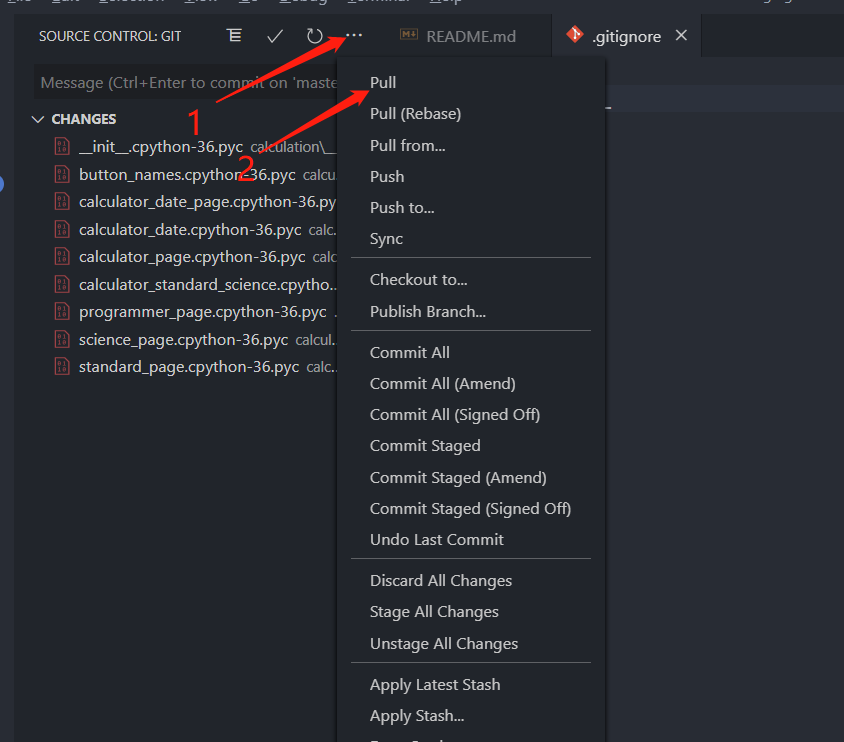 SOURCE CONTROL: GIT
README.md
.gitignore
Message (Ctrl+Enter to commit on 'maste
1
2
CHANGES
__init__.cpython-36.pyc calculation\__
button_names.cpython-36.pyc calcu
calculator_date_page.cpython-36.py
calculator_date.cpython-36.pyc calc..
calculator_page.cpython-36.pyc calc
calculator_standard_science.cpytho...
programmer_page.cpython-36.pyc .
science_page.cpython-36.pyc calcul..
standard_page.cpython-36.pyc calc..
Pull
Pull (Rebase)
Pull from...
Push
Push to...
Sync
Checkout to...
Publish Branch...
Commit All
Commit All (Amend)
Commit All (Signed Off)
Commit Staged
Commit Staged (Amend)
Commit Staged (Signed Off)
Undo Last Commit
Discard All Changes
Stage All Changes
Unstage All Changes
Apply Latest Stash
Apply Stash...